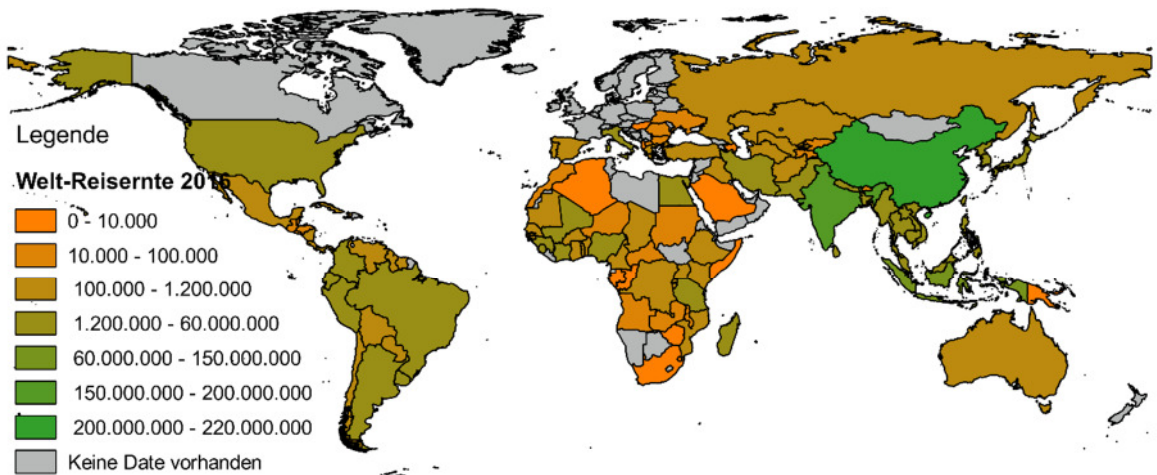 Legende
Welt-Reisernte 2016
0 - 10.000
10.000 - 100.000
100.000 - 1.200.000
1.200.000 - 60.000.000
60.000.000 - 150.000.000
150.000.000 - 200.000.000
200.000.000 - 220.000.000
Keine Date vorhanden